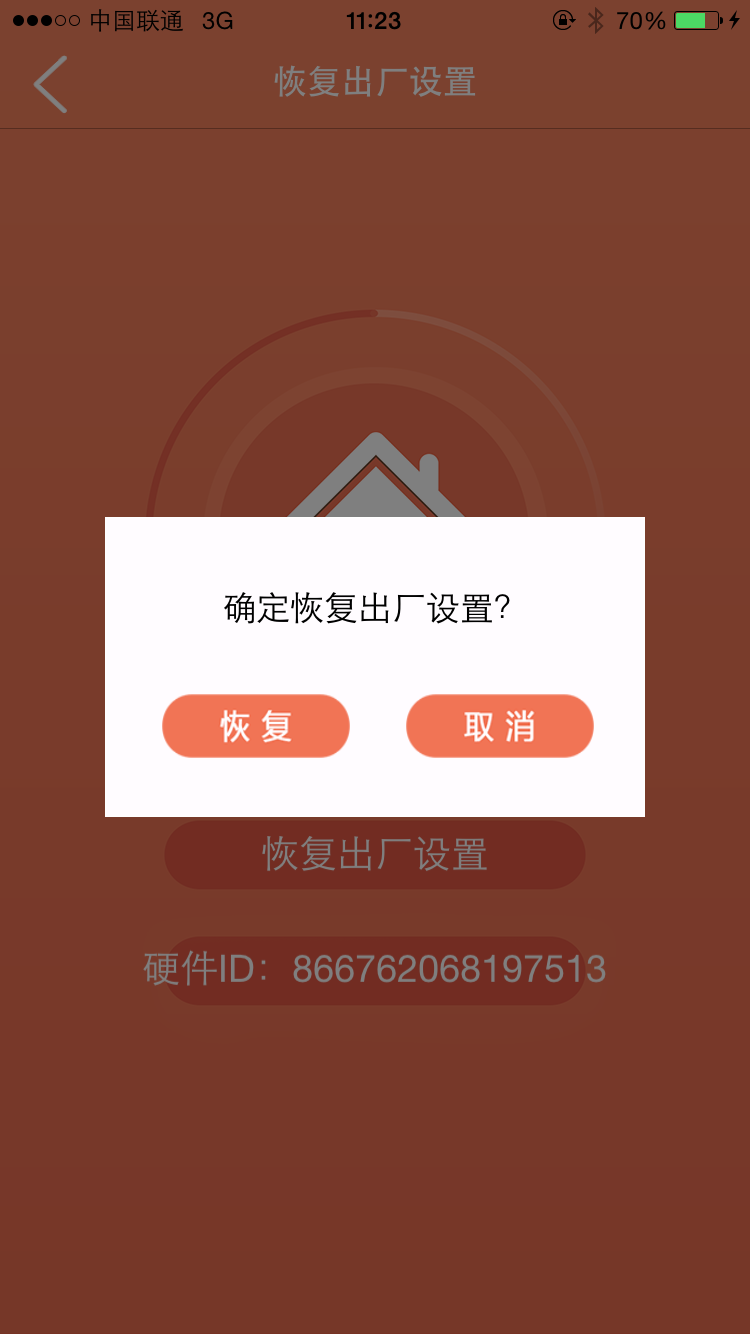 中国联通 3G 11:23 70%
恢复出厂设置
确定恢复出厂设置?
恢复 取消
恢复出厂设置
硬件ID：866762068197513